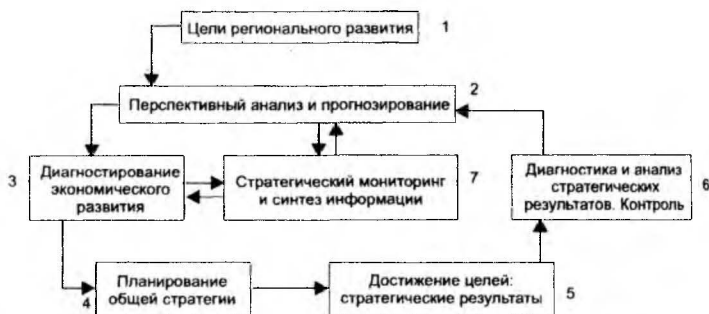 Цели регионального развития 1
2
Перспективный анализ и прогнозирование
3 Диагностирование
экономического
развития
Стратегический мониторинг
и синтез информации
7
Диагностика и анализ
стратегических
результатов. Контроль
6
4 Планирование
общей стратегии
Достижение целей:
стратегические результаты
5